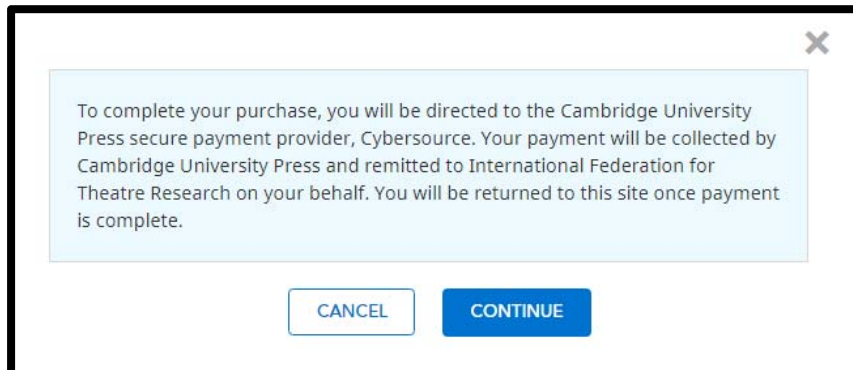 To complete your purchase, you will be directed to the Cambridge University
Press secure payment provider, Cybersource. Your payment will be collected by
Cambridge University Press and remitted to International Federation for
Theatre Research on your behalf. You will be returned to this site once payment
is complete.
CANCEL
CONTINUE